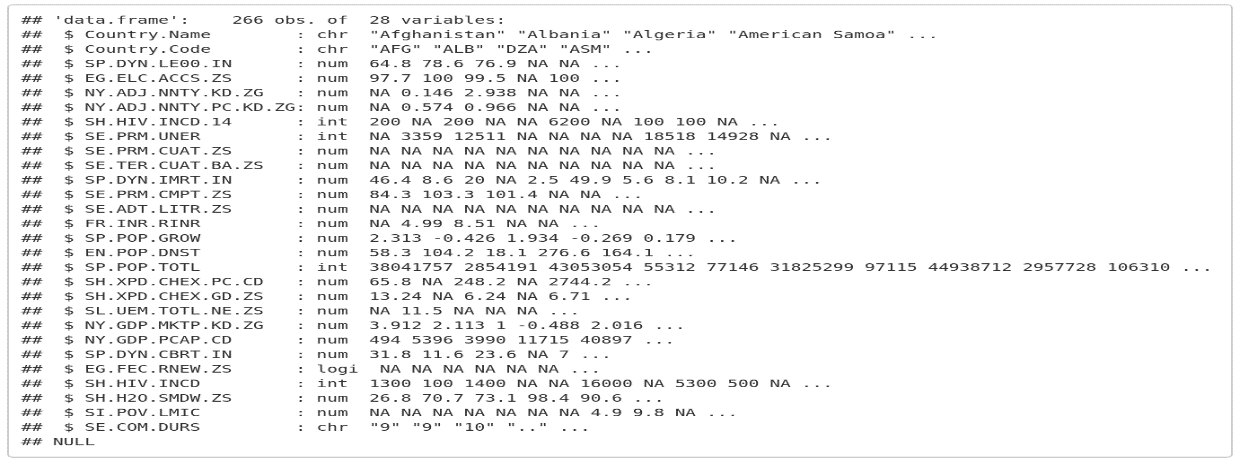 ## 'data.frame':    266 obs. of  28 variables:
##  $ Country.Name        : chr  "Afghanistan" "Albania" "Algeria" "American Samoa" ...
##  $ Country.Code        : chr  "AFG" "ALB" "DZA" "ASM" ...
##  $ SP.DYN.LE00.IN      : num  64.8 78.6 76.9 NA NA ...
##  $ EG.ELC.ACCS.ZS      : num  97.7 100 99.5 NA 100 ...
##  $ NY.ADJ.NNTY.KD.ZG   : num  NA 0.146 2.938 NA NA ...
##  $ NY.ADJ.NNTY.PC.KD.ZG: num  NA 0.574 0.966 NA NA ...
##  $ SH.HIV.INCD.14      : int  200 NA 200 NA NA 6200 NA 100 100 NA ...
##  $ SE.PRM.UNER         : int  NA 3359 12511 NA NA NA NA 18518 14928 NA ...
##  $ SE.PRM.CUAT.ZS      : num  NA NA NA NA NA NA NA NA NA NA ...
##  $ SE.TER.CUAT.BA.ZS   : num  NA NA NA NA NA NA NA NA NA NA ...
##  $ SP.DYN.IMRT.IN      : num  46.4 8.6 20 NA 2.5 49.9 5.6 8.1 10.2 NA ...
##  $ SE.PRM.CMPT.ZS      : num  84.3 103.3 101.4 NA NA ...
##  $ SE.ADT.LITR.ZS      : num  NA NA NA NA NA NA NA NA NA NA ...
##  $ FR.INR.RINR         : num  NA 4.99 8.51 NA NA ...
##  $ SP.POP.GROW         : num  2.313 -0.426 1.934 -0.269 0.179 ...
##  $ EN.POP.DNST         : num  58.3 104.2 18.1 276.6 164.1 ...
##  $ SP.POP.TOTL         : int  38041757 2854191 43053054 55312 77146 31825299 97115 44938712 2957728 106310 ...
##  $ SH.XPD.CHEX.PC.CD   : num  65.8 NA 248.2 NA 2744.2 ...
##  $ SH.XPD.CHEX.GD.ZS   : num  13.24 NA 6.24 NA 6.71 ...
##  $ SL.UEM.TOTL.NE.ZS   : num  NA 11.5 NA NA NA ...
##  $ NY.GDP.MKTP.KD.ZG   : num  3.912 2.113 1 -0.488 2.016 ...
##  $ NY.GDP.PCAP.CD      : num  494 5396 3990 11715 40897 ...
##  $ SP.DYN.CBRT.IN      : num  31.8 11.6 23.6 NA 7 ...
##  $ EG.FEC.RNEW.ZS      : logi  NA NA NA NA NA NA ...
##  $ SH.HIV.INCD         : int  1300 100 1400 NA NA 16000 NA 5300 500 NA ...
##  $ SH.H2O.SMDW.ZS      : num  26.8 70.7 73.1 98.4 90.6 ...
##  $ SI.POV.LMIC         : num  NA NA NA NA NA NA NA 4.9 9.8 NA ...
##  $ SE.COM.DURS         : chr  "9" "9" "10" ".." ...
## NULL